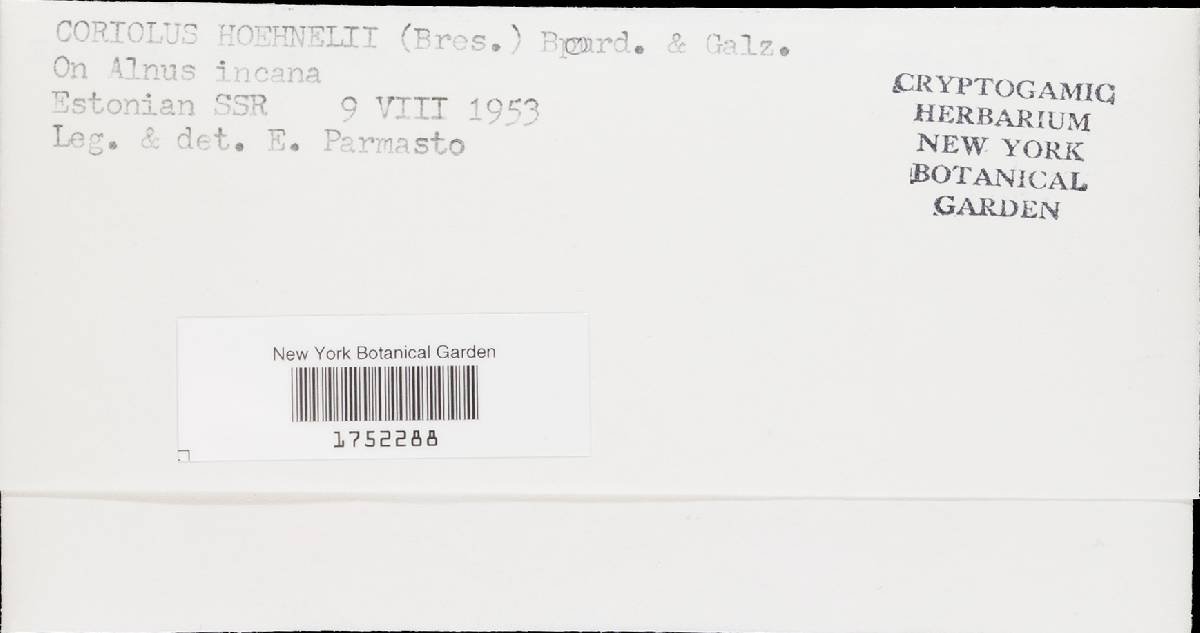 CORIOLUS HOEHNELII (Bres.) Bourd. & Galz.
On Alnus incana
Estonian SSR 9 VIII 1953
Leg. & det. E. Parmasto
CRYPTOGAMIC
HERBARIUM
NEW YORK
BOTANICAL
GARDEN
New York Botanical Garden
1752288